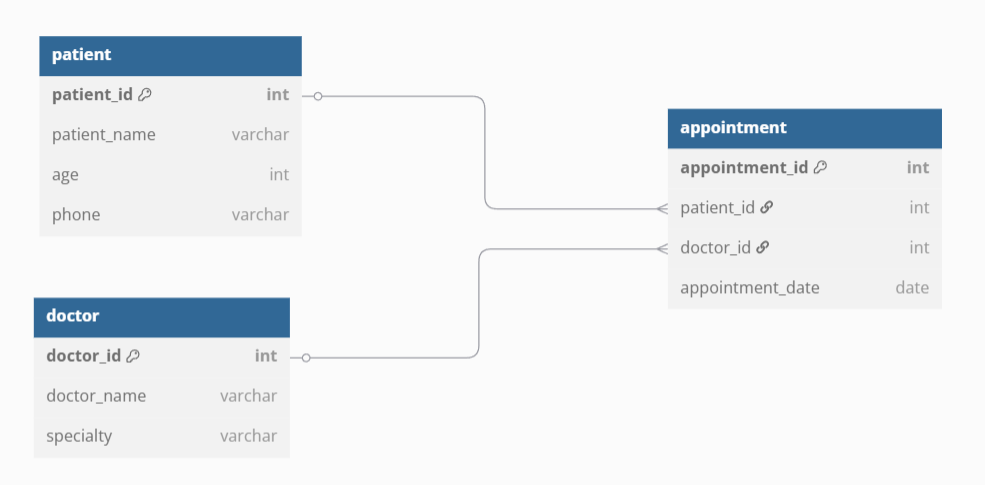 patient
patient_id int
patient_name varchar
age int
phone varchar
appointment
appointment_id int
patient_id int
doctor_id int
appointment_date date
doctor
doctor_id int
doctor_name varchar
specialty varchar